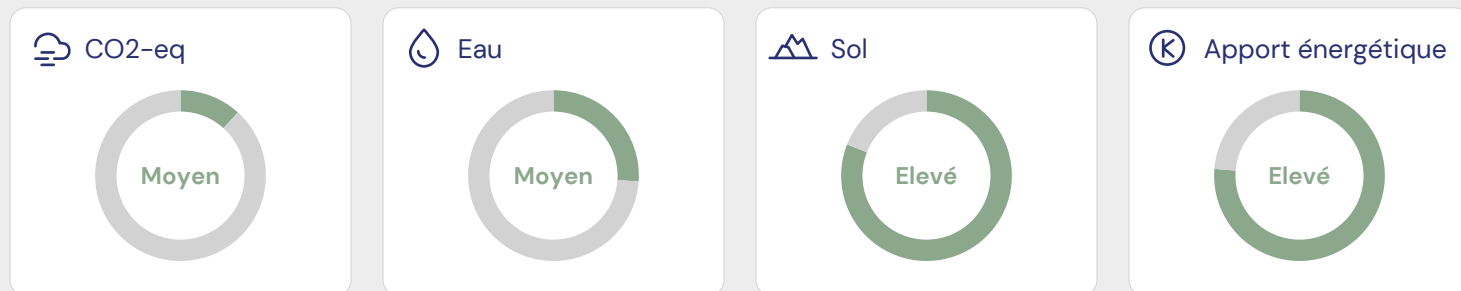 CO2-eq
Moyen
Eau
Moyen
Sol
Elevé
Apport énergétique
Elevé